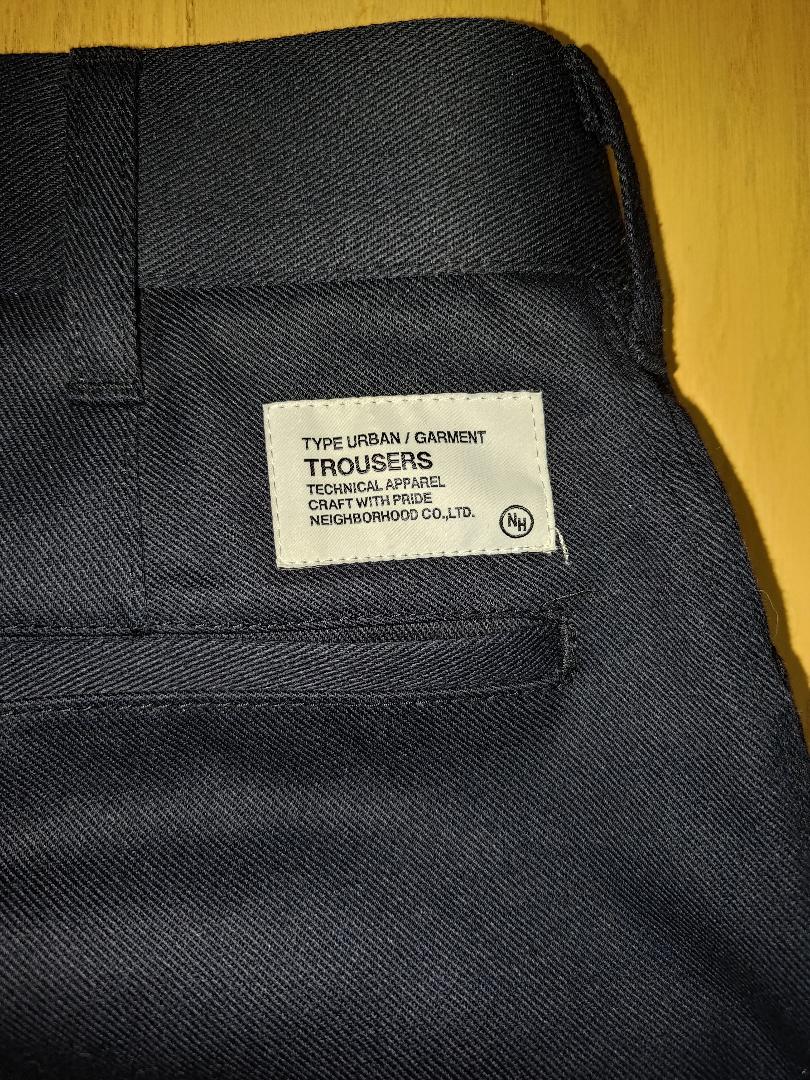 TYPE URBAN / GARMENT
TROUSERS
TECHNICAL APPAREL
CRAFT WITH PRIDE
NEIGHBORHOOD CO.,LTD.
NH